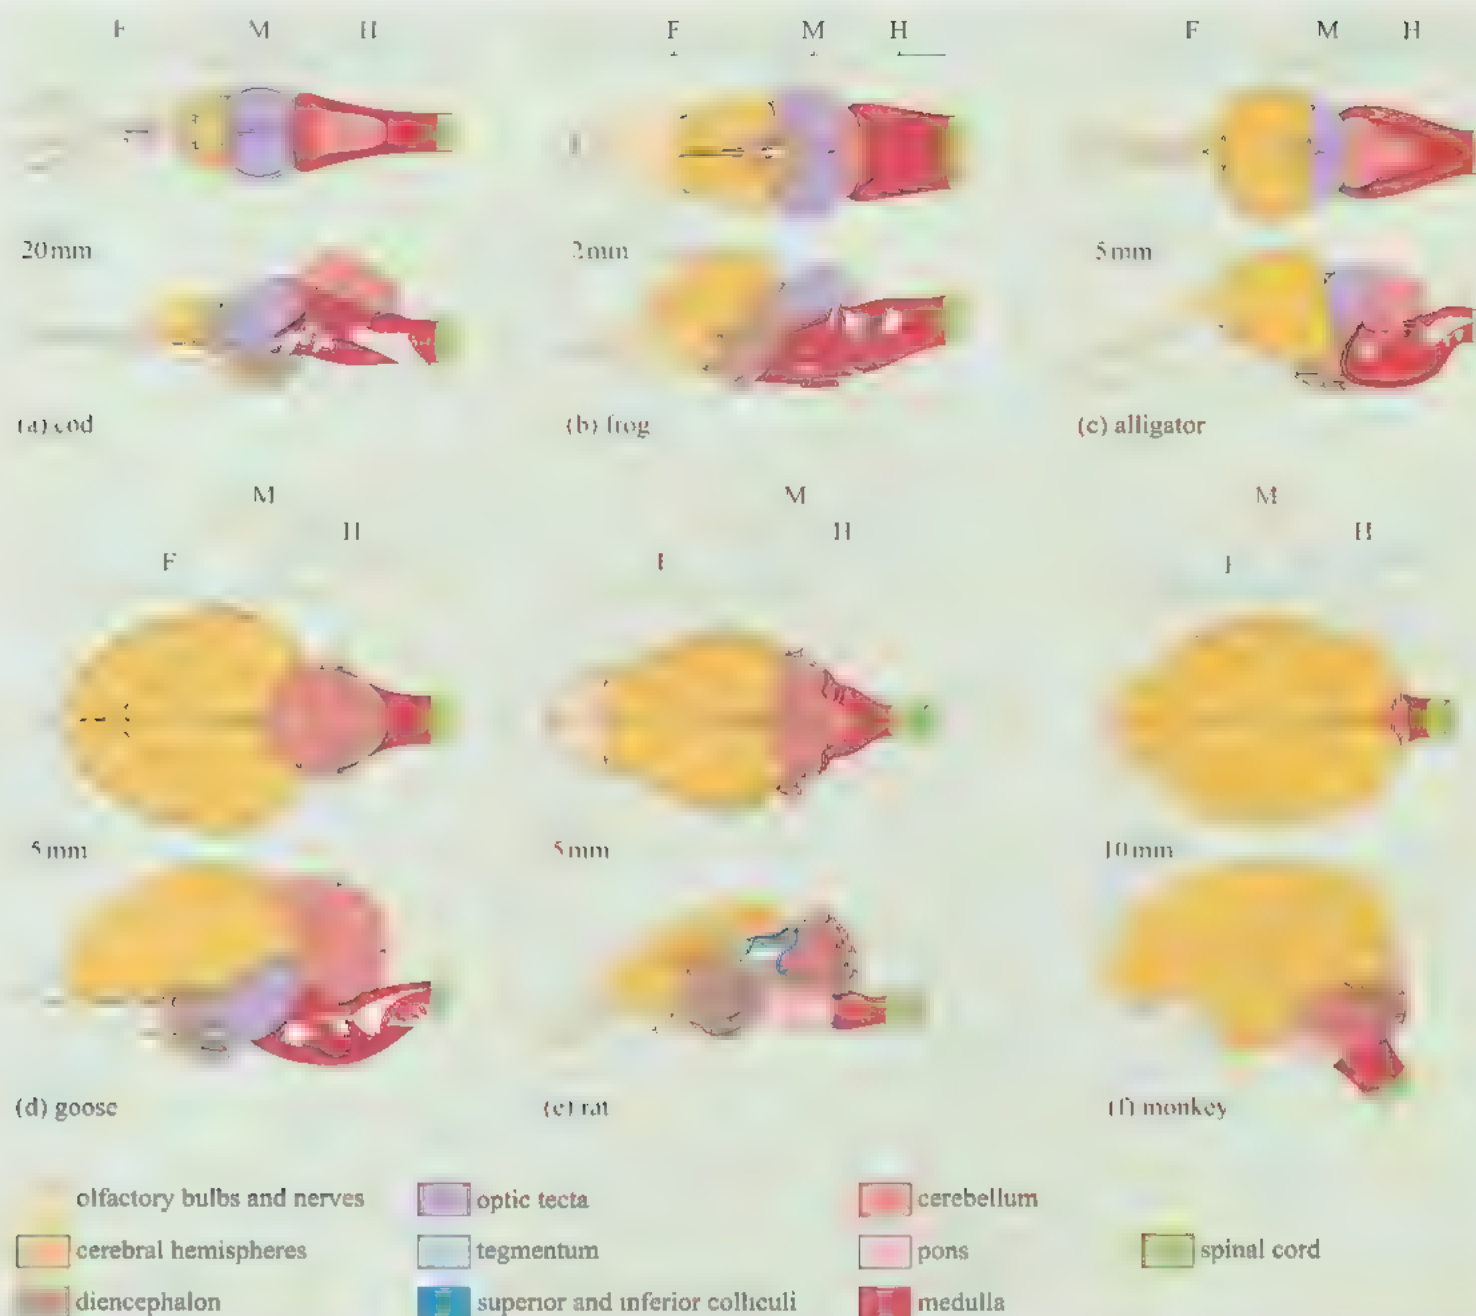 F M H F M H F M H
20 mm 2 mm 5 mm
(a) cod (b) frog (c) alligator
M M M
H H H
F F F
5 mm 5 mm 10 mm
(d) goose (e) rat (f) monkey
olfactory bulbs and nerves optic tecta cerebellum
cerebral hemispheres tegmentum pons spinal cord
diencephalon superior and inferior colliculi medulla